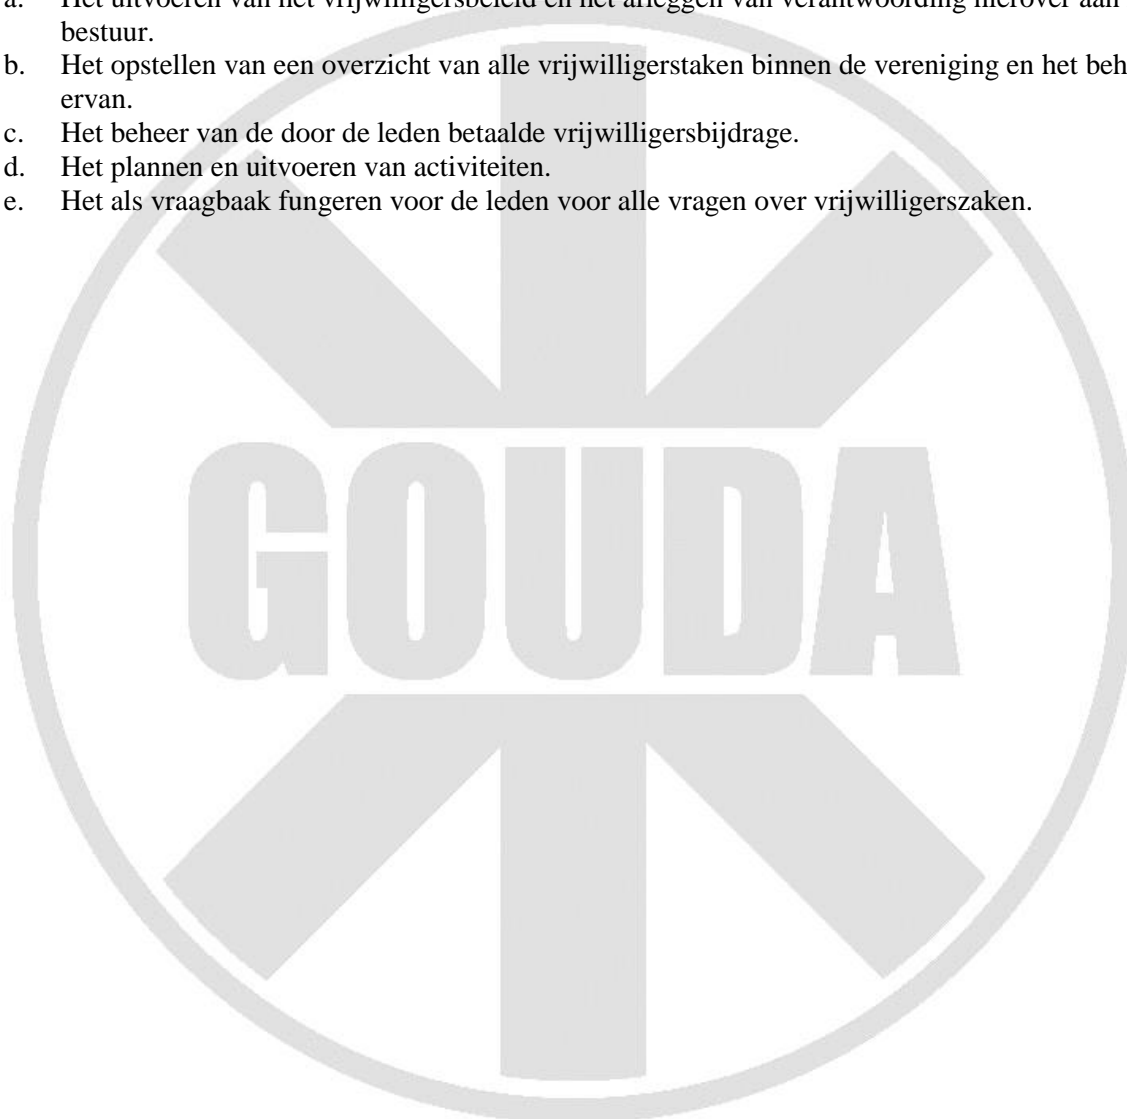 a. Het uitvoeren van het vrijwilligersbeleid en het afleggen van verantwoording hierover aan
bestuur.
b. Het opstellen van een overzicht van alle vrijwilligerstaken binnen de vereniging en het beh
ervan.
c. Het beheer van de door de leden betaalde vrijwilligersbijdrage.
d. Het plannen en uitvoeren van activiteiten.
e. Het als vraagbaak fungeren voor de leden voor alle vragen over vrijwilligerszaken.
GOUDA